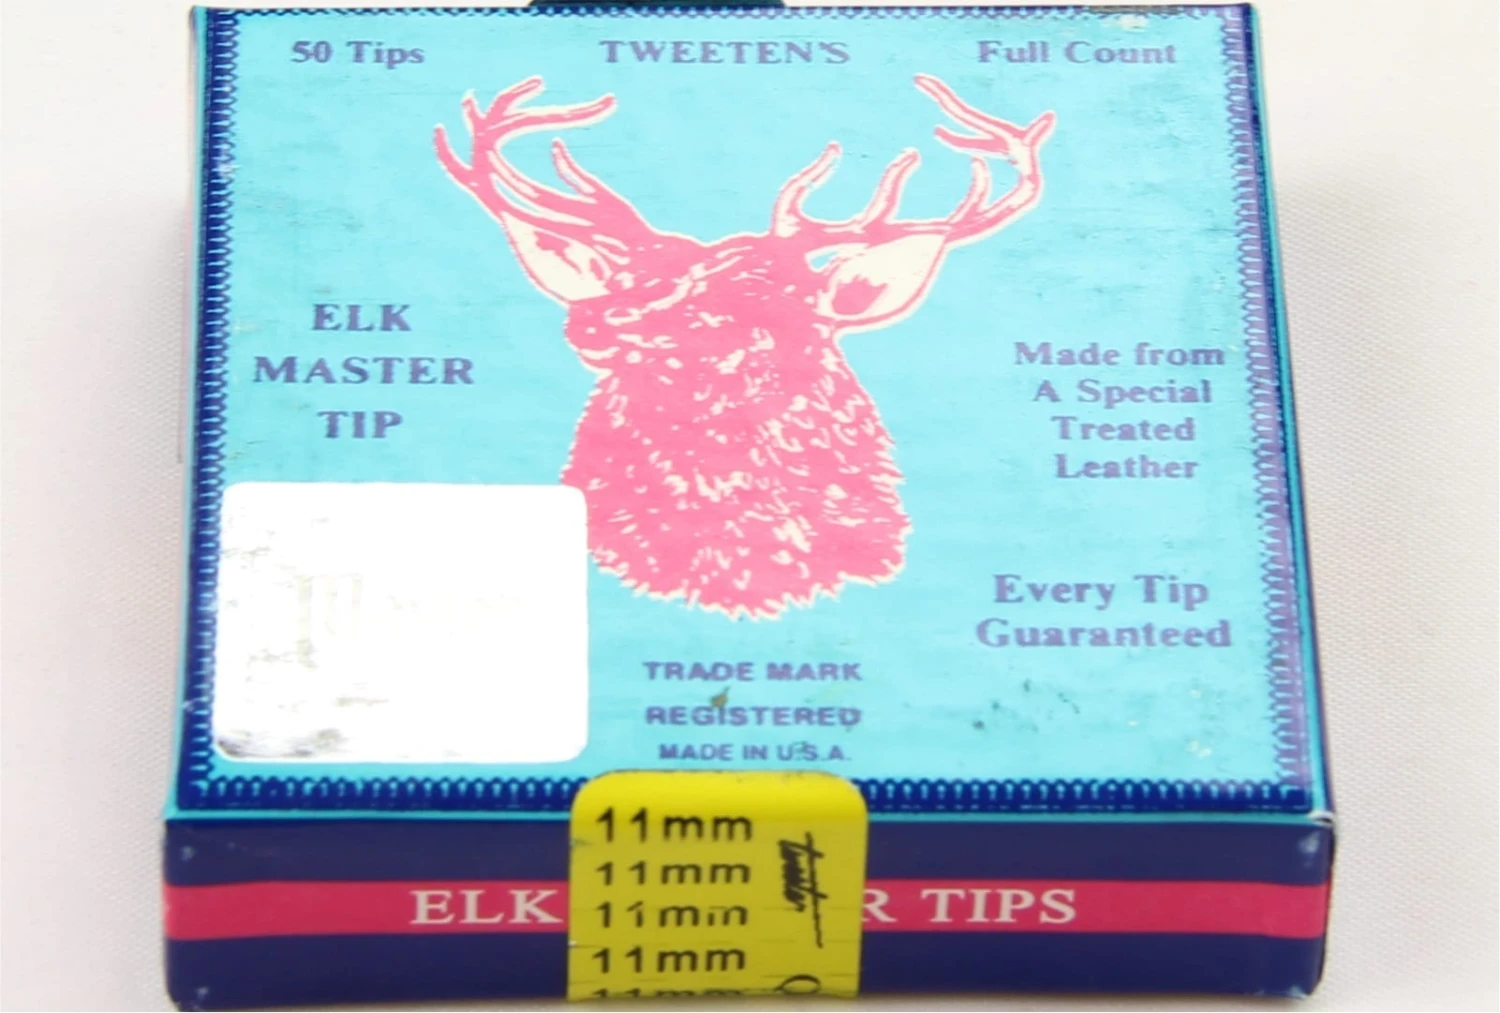 50 Tips
TWEETEN'S
Full Count
ELK
MASTER
TIP
Made from
A Special
Treated
Leather
Every Tip
Guaranteed
TRADE MARK
REGISTERED
MADE IN U.S.A.
11mm
11mm
11mm
11mm
11mm
ELK R TIPS